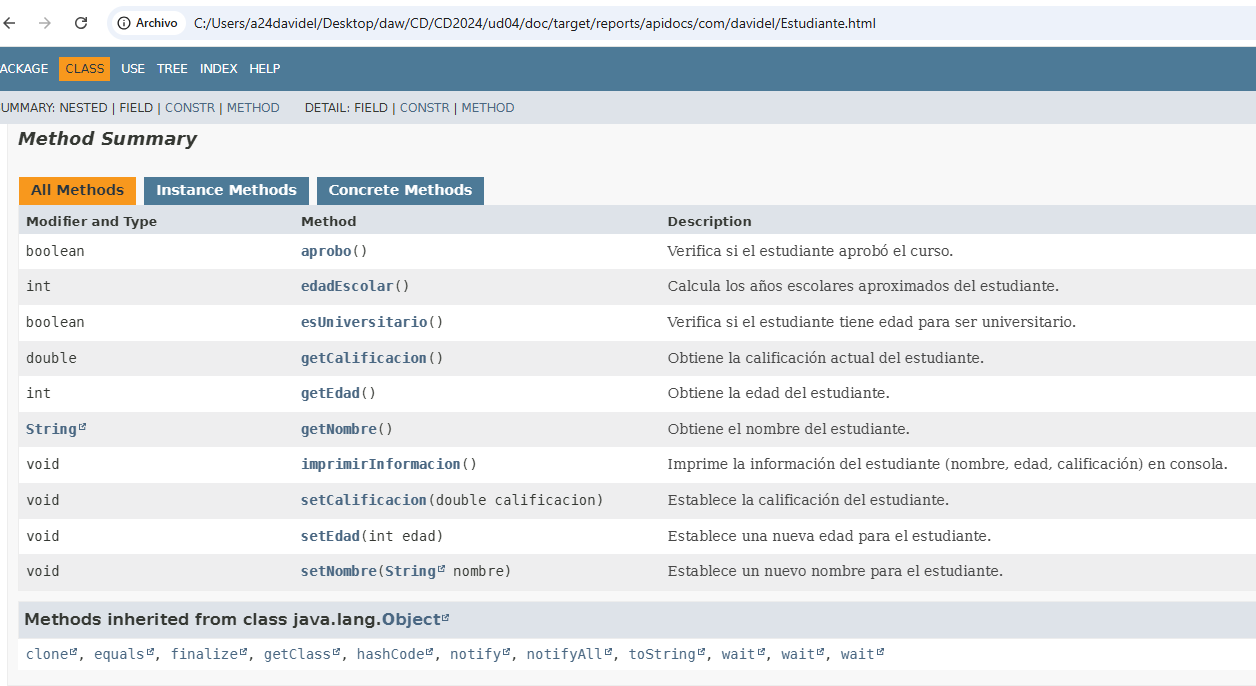 Archivo C:/Users/a24davidel/Desktop/daw/CD/CD2024/ud04/doc/target/reports/apidocs/com/davidel/Estudiante.html
ACKAGE CLASS USE TREE INDEX HELP
UMMARY: NESTED | FIELD | CONSTR | METHOD DETAIL: FIELD | CONSTR | METHOD
Method Summary
All Methods Instance Methods Concrete Methods
Modifier and Type Method Description
boolean aprobo() Verifica si el estudiante aprobó el curso.
int edadEscolar() Calcula los años escolares aproximados del estudiante.
boolean esUniversitario() Verifica si el estudiante tiene edad para ser universitario.
double getCalificacion() Obtiene la calificación actual del estudiante.
int getEdad() Obtiene la edad del estudiante.
String getNombre() Obtiene el nombre del estudiante.
void imprimirInformacion() Imprime la información del estudiante (nombre, edad, calificación) en consola.
void setCalificacion(double calificacion) Establece la calificación del estudiante.
void setEdad(int edad) Establece una nueva edad para el estudiante.
void setNombre(String nombre) Establece un nuevo nombre para el estudiante.
Methods inherited from class java.lang.Object
clone, equals, finalize, getClass, hashCode, notify, notifyAll, toString, wait, wait, wait